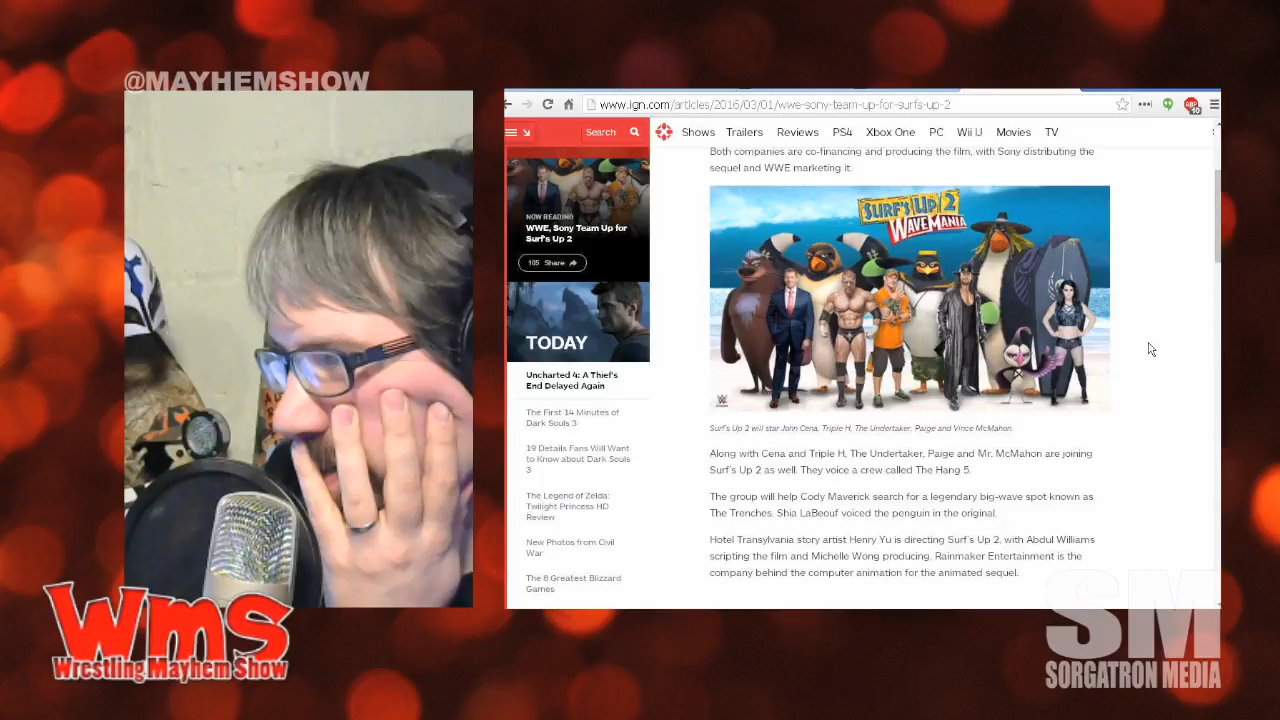 @MAYHEMSHOW
www.ign.com/articles/2016/03/01/wwe-sony-team-up-for-surfs-up-2
ABP
10
Search
Shows Trailers Reviews PS4 Xbox One PC Wii U Movies TV
NOW READING
WWE, Sony Team Up for
Surf's Up 2
105 Share
TODAY
Uncharted 4: A Thief's
End Delayed Again
The First 14 Minutes of
Dark Souls 3
19 Details Fans Will Want
to Know about Dark Souls
3
The Legend of Zelda:
Twilight Princess HD
Review
New Photos from Civil
War
The 8 Greatest Blizzard
Games
Both companies are co-financing and producing the film, with Sony distributing the
sequel and WWE marketing it.
SURF'S UP 2
WAVEMANIA
Surf's Up 2 will star John Cena, Triple H, The Undertaker, Paige and Vince McMahon
Along with Cena and Triple H, The Undertaker, Paige and Mr. McMahon are joining
Surf's Up 2 as well. They voice a crew called The Hang 5.
The group will help Cody Maverick search for a legendary big-wave spot known as
The Trenches. Shia LaBeouf voiced the penguin in the original.
Hotel Transylvania story artist Henry Yu is directing Surf's Up 2, with Abdul Williams
scripting the film and Michelle Wong producing. Rainmaker Entertainment is the
company behind the computer animation for the animated sequel.
WMS
Wrestling Mayhem Show
SM
SORGATRON MEDIA